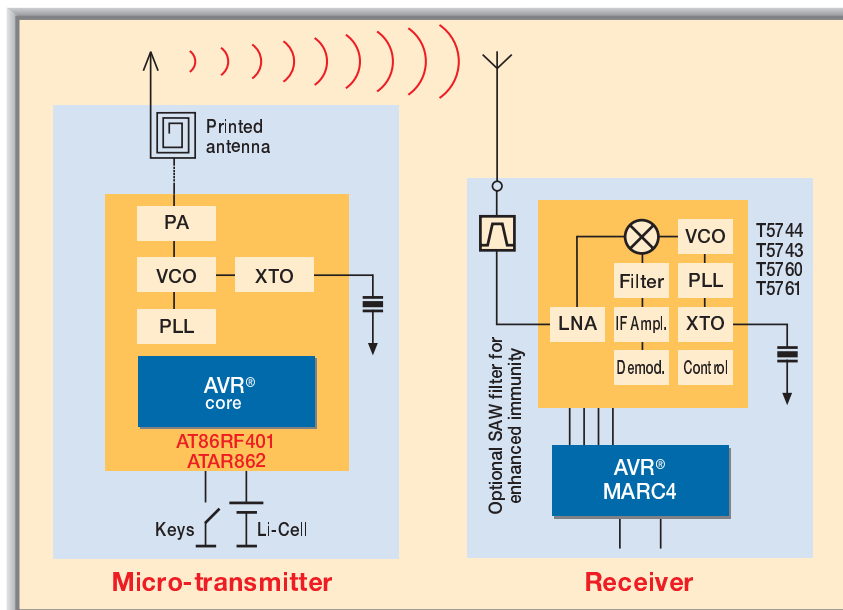 Printed
antenna
PA
VCO
XTO
PLL
AVR®
core
AT86RF401
ATAR862
Keys
Li-Cell
Micro-transmitter
VCO
T5744
T5743
T5760
T5761
Filter
PLL
LNA
IF Ampl.
XTO
Demod.
Control
Optional SAW filter for
enhanced immunity
AVR®
MARC4
Receiver